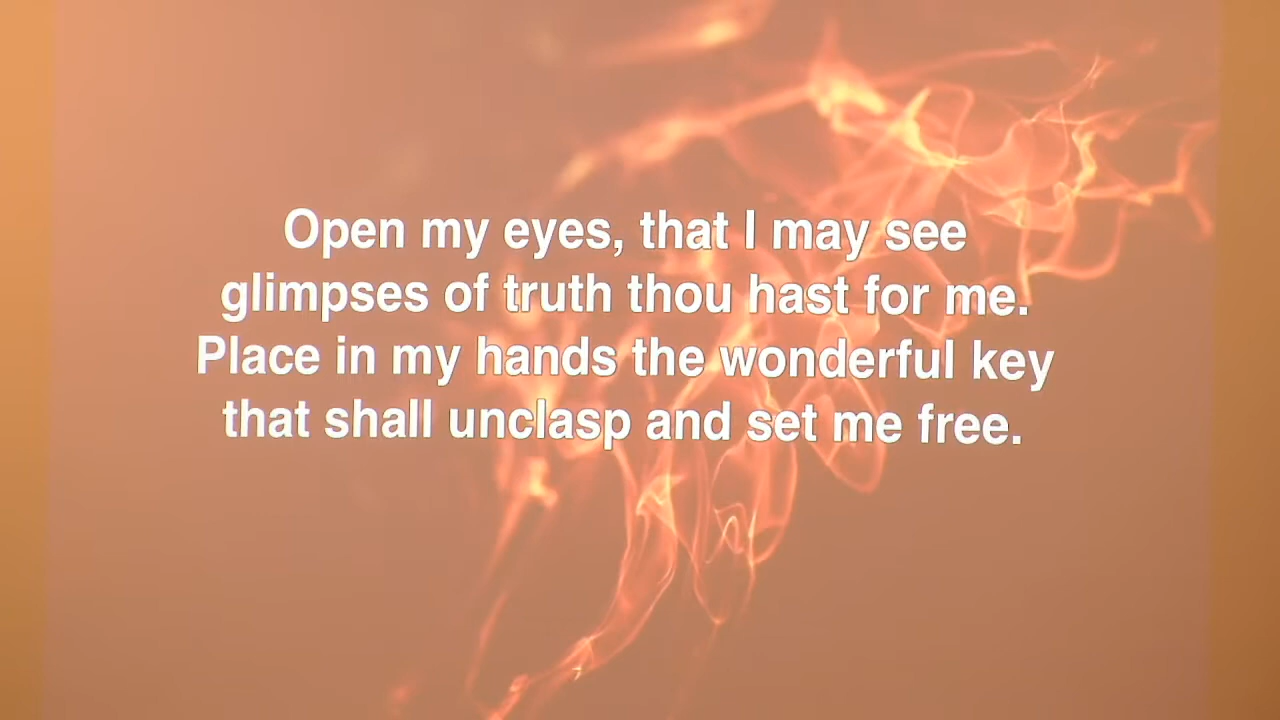 Open my eyes, that I may see
glimpses of truth thou hast for me.
Place in my hands the wonderful key
that shall unclasp and set me free.